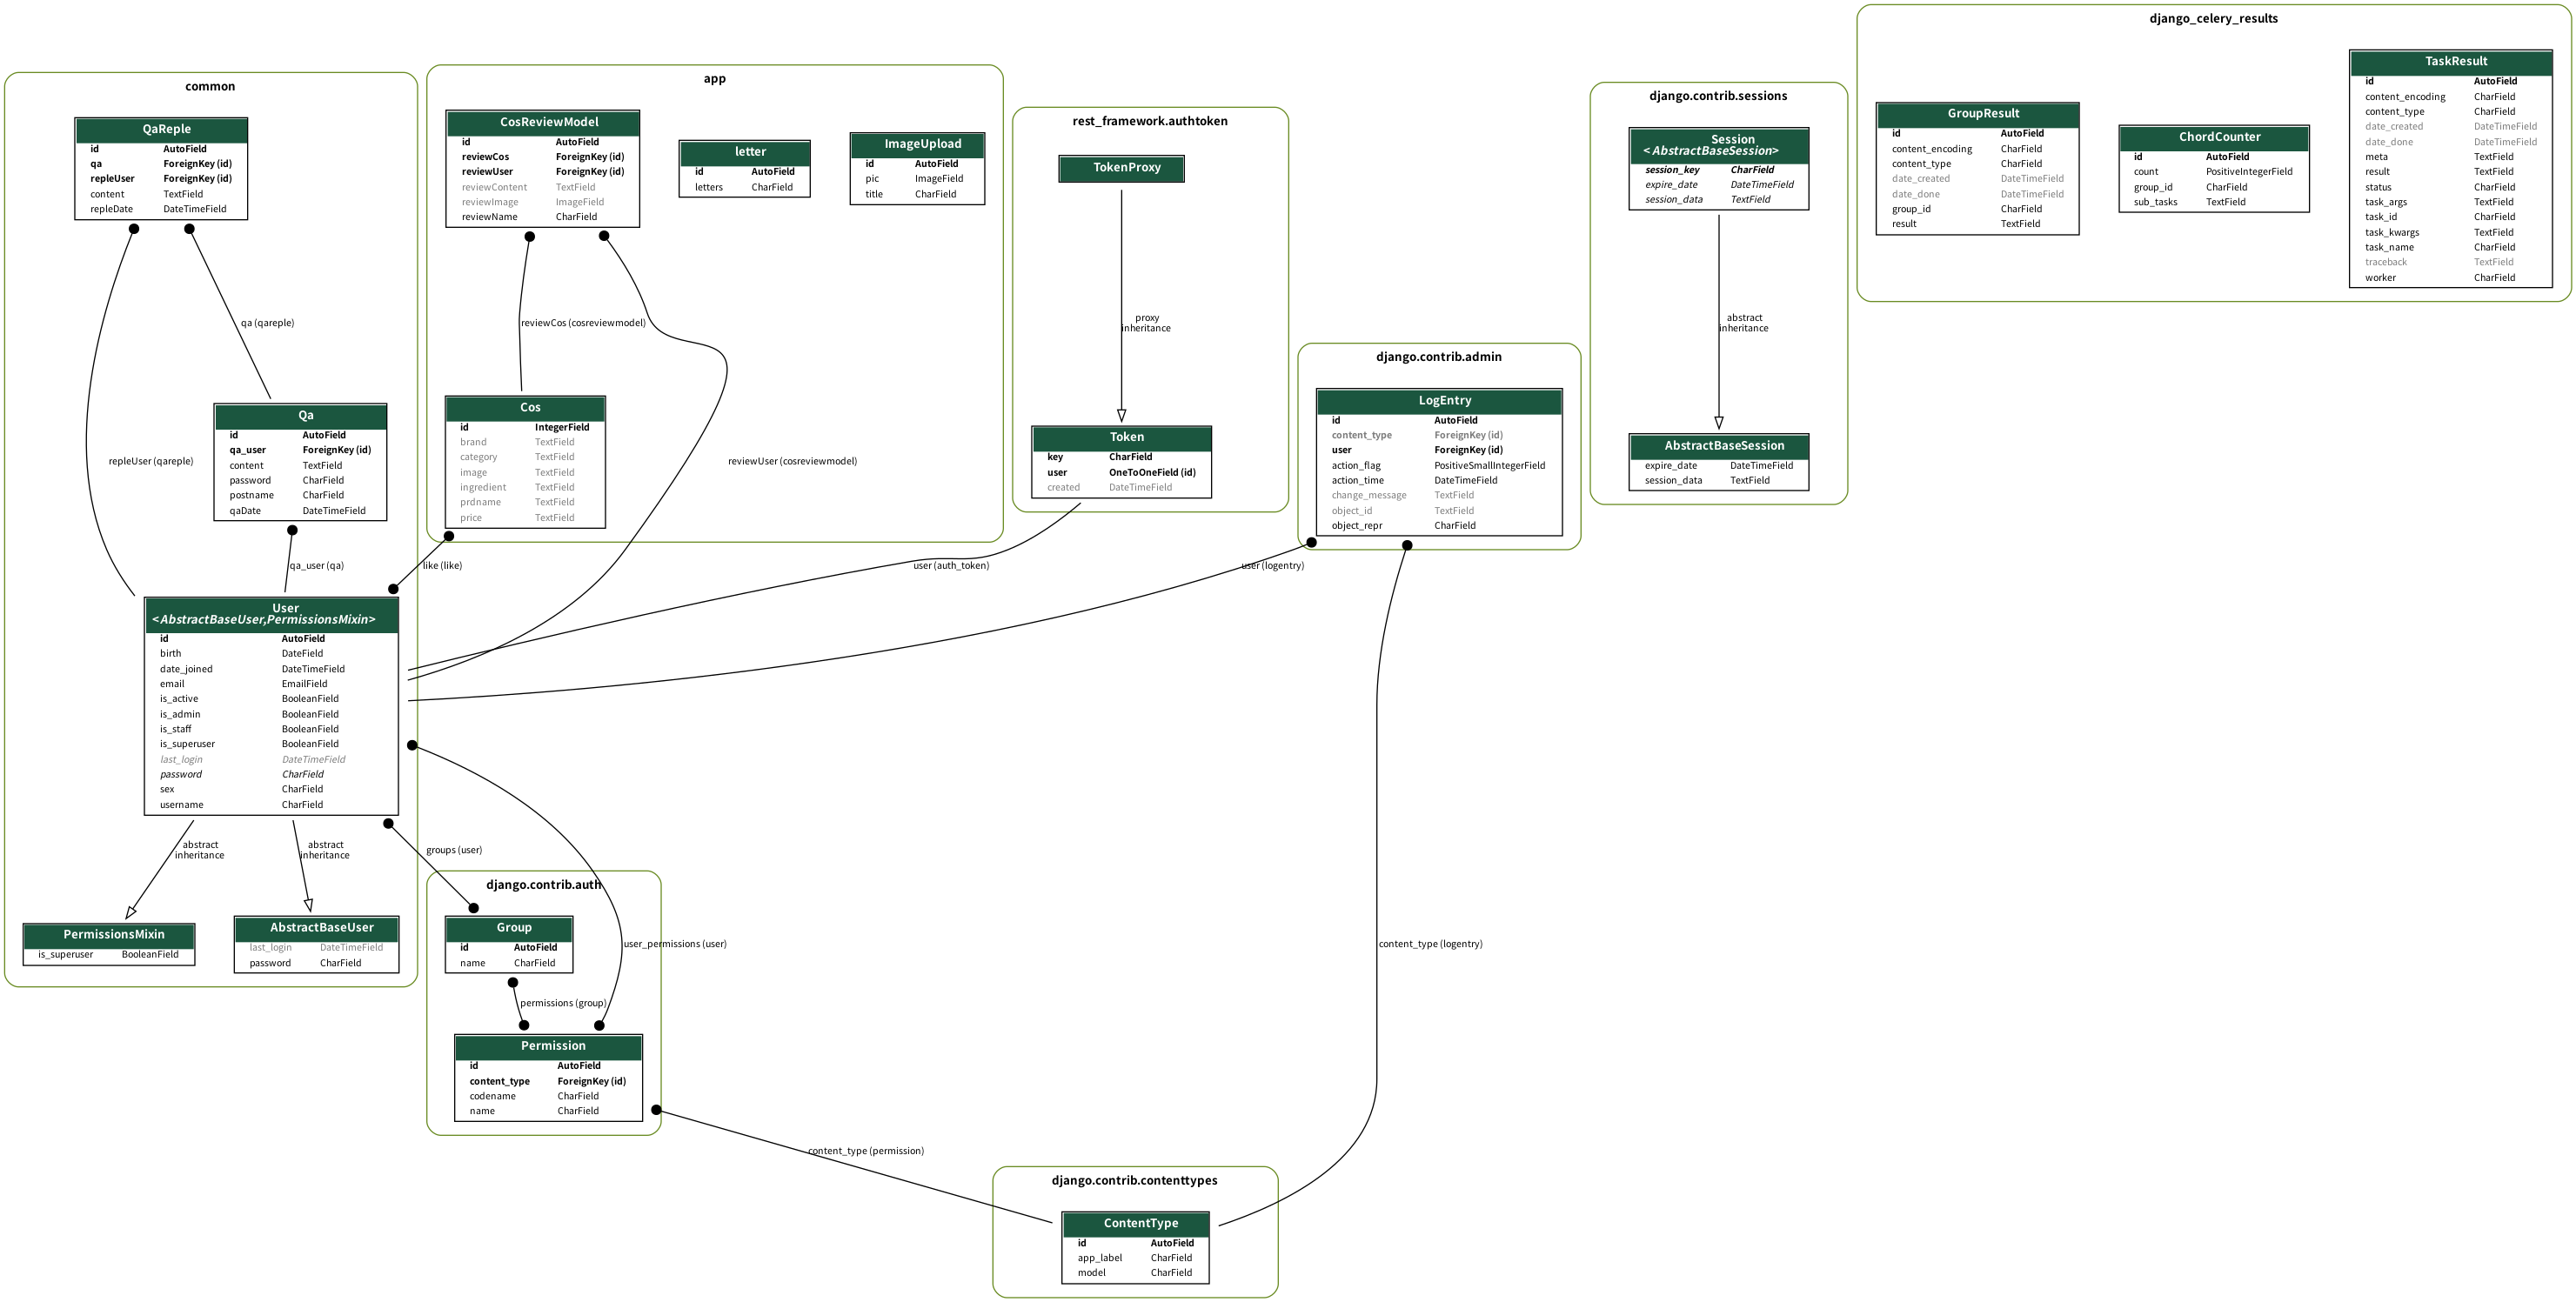 django_celery_results
TaskResult
id AutoField
content_encoding CharField
content_type CharField
date_created DateTimeField
date_done DateTimeField
meta TextField
result TextField
status CharField
task_args TextField
task_id CharField
task_kwargs TextField
task_name CharField
traceback TextField
worker CharField
GroupResult
id AutoField
content_encoding CharField
content_type CharField
date_created DateTimeField
date_done DateTimeField
group_id CharField
result TextField
ChordCounter
id AutoField
count PositiveIntegerField
group_id CharField
sub_tasks TextField
common
QaReple
id AutoField
qa ForeignKey (id)
repleUser ForeignKey (id)
content TextField
repleDate DateTimeField
qa (qareple)
repleUser (qareple)
Qa
id AutoField
qa_user ForeignKey (id)
content TextField
password CharField
postname CharField
qaDate DateTimeField
qa_user (qa)
like (like)
User
<AbstractBaseUser,PermissionsMixin>
id AutoField
birth DateField
date_joined DateTimeField
email EmailField
is_active BooleanField
is_admin BooleanField
is_staff BooleanField
is_superuser BooleanField
last_login DateTimeField
password CharField
sex CharField
username CharField
abstract
inheritance
abstract
inheritance
groups (user)
PermissionsMixin
is_superuser BooleanField
AbstractBaseUser
last_login DateTimeField
password CharField
app
CosReviewModel
id AutoField
reviewCos ForeignKey (id)
reviewUser ForeignKey (id)
reviewContent TextField
reviewImage ImageField
reviewName CharField
letter
id AutoField
letters CharField
ImageUpload
id AutoField
pic ImageField
title CharField
reviewCos (cosreviewmodel)
reviewUser (cosreviewmodel)
Cos
id IntegerField
brand TextField
category TextField
image TextField
ingredient TextField
prdname TextField
price TextField
rest_framework.authtoken
TokenProxy
proxy
inheritance
Token
key CharField
user OneToOneField (id)
created DateTimeField
user (auth_token)
django.contrib.admin
LogEntry
id AutoField
content_type ForeignKey (id)
user ForeignKey (id)
action_flag PositiveSmallIntegerField
action_time DateTimeField
change_message TextField
object_id TextField
object_repr CharField
user (logentry)
content_type (logentry)
django.contrib.sessions
Session
<AbstractBaseSession>
session_key CharField
expire_date DateTimeField
session_data TextField
abstract
inheritance
AbstractBaseSession
expire_date DateTimeField
session_data TextField
django.contrib.auth
Group
id AutoField
name CharField
user_permissions (user)
permissions (group)
Permission
id AutoField
content_type ForeignKey (id)
codename CharField
name CharField
content_type (permission)
django.contrib.contenttypes
ContentType
id AutoField
app_label CharField
model CharField